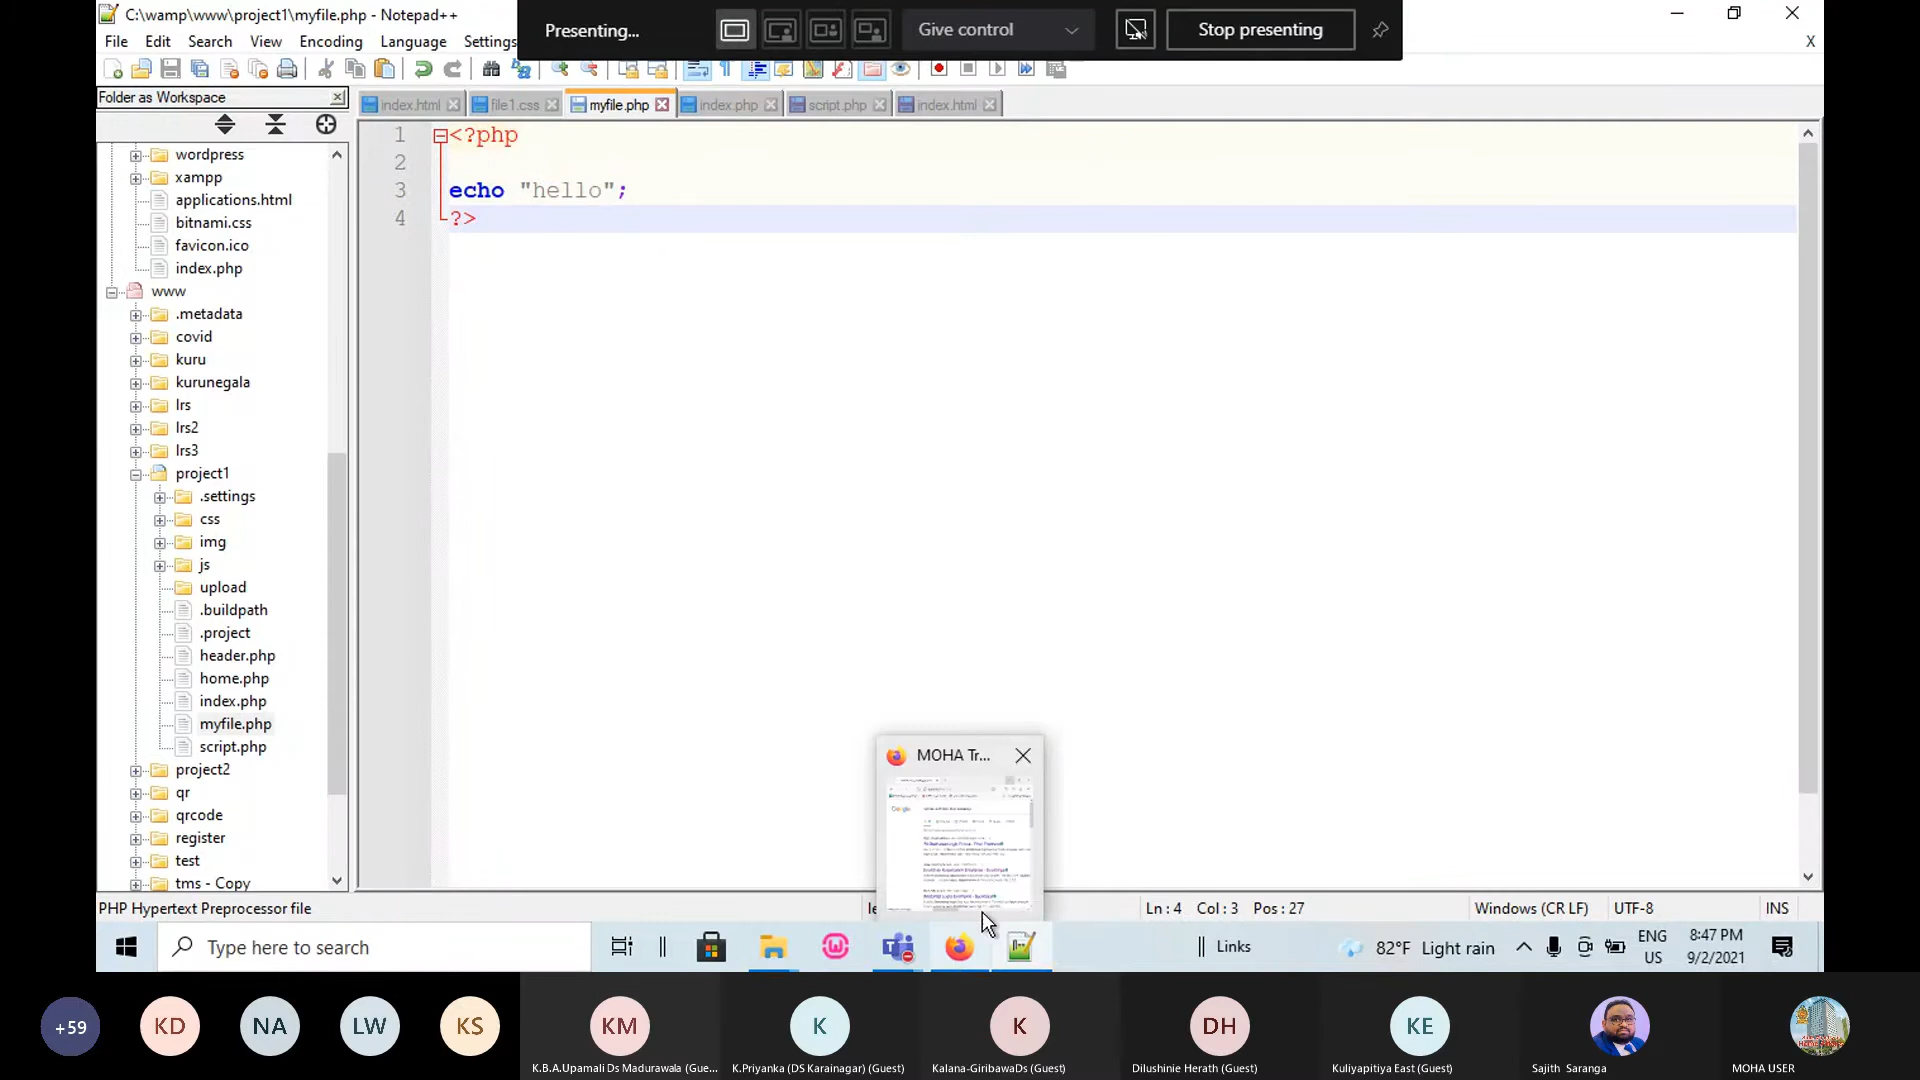 C:\wamp\www\project1\myfile.php - Notepad++
Presenting...
Give control
Stop presenting
File Edit Search View Encoding Language Settings
X
Folder as Workspace
index.html file1.css myfile.php index.php script.php index.html
wordpress
xampp
applications.html
bitnami.css
favicon.ico
index.php
www
.metadata
covid
kuru
kurunegala
lrs
lrs2
lrs3
project1
.settings
css
img
js
upload
.buildpath
.project
header.php
home.php
index.php
myfile.php
script.php
project2
qr
qrcode
register
test
tms - Copy
1 <?php
2
3 echo "hello";
4 ?>
MOHA Tr...
Google
PHP Hypertext Preprocessor file
Ln: 4 Col: 3 Pos: 27
Windows (CR LF)
UTF-8
INS
Type here to search
Links
82°F Light rain
ENG
US
8:47 PM
9/2/2021
+59
KD
NA
LW
KS
KM
K
K
DH
KE
K.B.A.Upamali Ds Madurawala (Gue...
K.Priyanka (DS Karainagar) (Guest)
Kalana-GiribawaDs (Guest)
Dilushinie Herath (Guest)
Kuliyapitiya East (Guest)
Sajith Saranga
MOHA USER